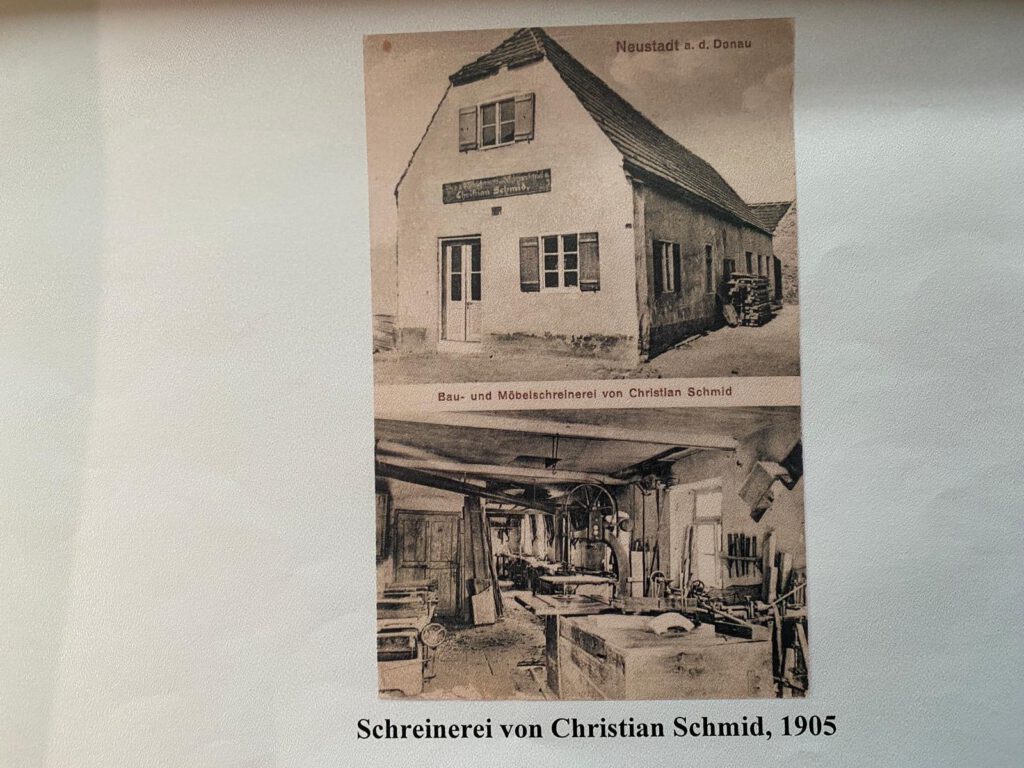 Neustadt a. d. Donau
Christian Schmid.
Bau- und Möbelschreinerei von Christian Schmid
Schreinerei von Christian Schmid, 1905